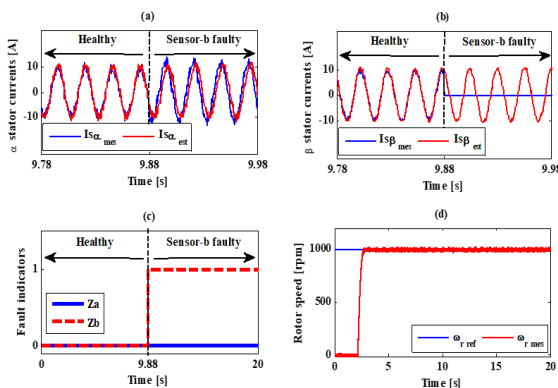 (a)
Healthy
Sensor-b faulty
α stator currents [A]
10
0
-10
Isα mes
Isα est
9.78
9.88
9.98
Time [s]
(b)
Healthy
Sensor-b faulty
β stator currents [A]
10
0
-10
Isβ mes
Isβ est
9.78
9.88
9.98
Time [s]
(c)
Healthy
Sensor-b faulty
Fault indicators
1
0
Za
Zb
0
9.88
20
Time [s]
(d)
Rotor speed [rpm]
1000
500
0
ω r ref
ω r mes
0
5
10
15
20
Time [s]